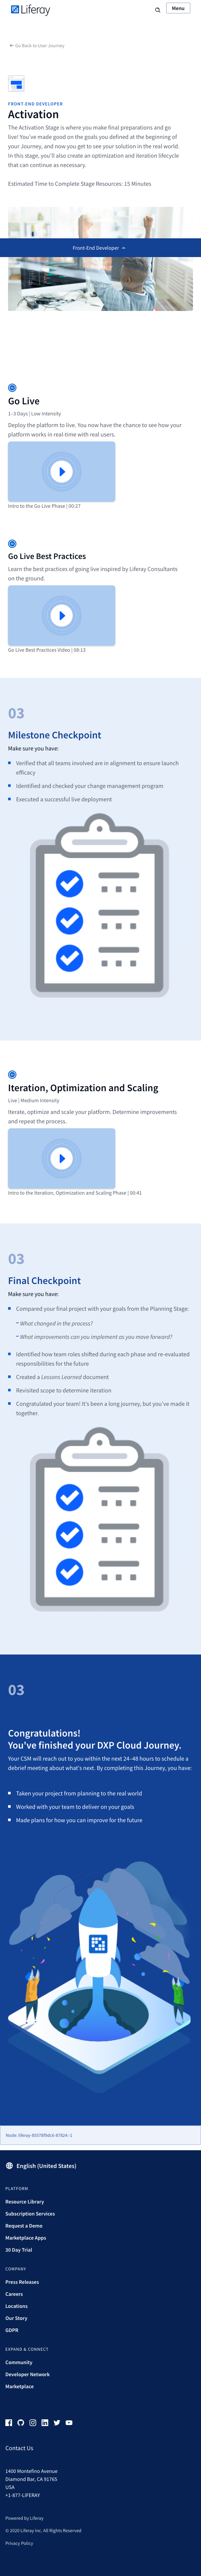 Liferay
Menu
← Go Back to User Journey
FRONT-END DEVELOPER
Activation
The Activation Stage is where you make final preparations and go
live! You've made good on the goals you defined at the beginning of
your Journey, and now you get to see your solution in the real world.
In this stage, you'll also create an optimization and iteration lifecycle
that can continue as necessary.
Estimated Time to Complete Stage Resources: 15 Minutes
Front-End Developer →
Go Live
1–3 Days | Low Intensity
Deploy the platform to live. You now have the chance to see how your
platform works in real-time with real users.
Intro to the Go Live Phase | 00:27
Go Live Best Practices
Learn the best practices of going live inspired by Liferay Consultants
on the ground.
Go Live Best Practices Video | 08:13
03
Milestone Checkpoint
Make sure you have:
Verified that all teams involved are in alignment to ensure launch
efficacy
Identified and checked your change management program
Executed a successful live deployment
Iteration, Optimization and Scaling
Live | Medium Intensity
Iterate, optimize and scale your platform. Determine improvements
and repeat the process.
Intro to the Iteration, Optimization and Scaling Phase | 00:41
03
Final Checkpoint
Make sure you have:
Compared your final project with your goals from the Planning Stage:
What changed in the process?
What improvements can you implement as you move forward?
Identified how team roles shifted during each phase and re-evaluated
responsibilities for the future
Created a Lessons Learned document
Revisited scope to determine iteration
Congratulated your team! It's been a long journey, but you've made it
together.
03
Congratulations!
You've finished your DXP Cloud Journey.
Your CSM will reach out to you within the next 24–48 hours to schedule a
debrief meeting about what's next. By completing this Journey, you have:
Taken your project from planning to the real world
Worked with your team to deliver on your goals
Made plans for how you can improve for the future
English (United States)
PLATFORM
Resource Library
Subscription Services
Request a Demo
Marketplace Apps
30 Day Trial
COMPANY
Press Releases
Careers
Locations
Our Story
GDPR
EXPAND & CONNECT
Community
Developer Network
Marketplace
Contact Us
1400 Montefino Avenue
Diamond Bar, CA 91765
USA
+1-877-LIFERAY
Powered by Liferay
© 2020 Liferay Inc. All Rights Reserved
Privacy Policy